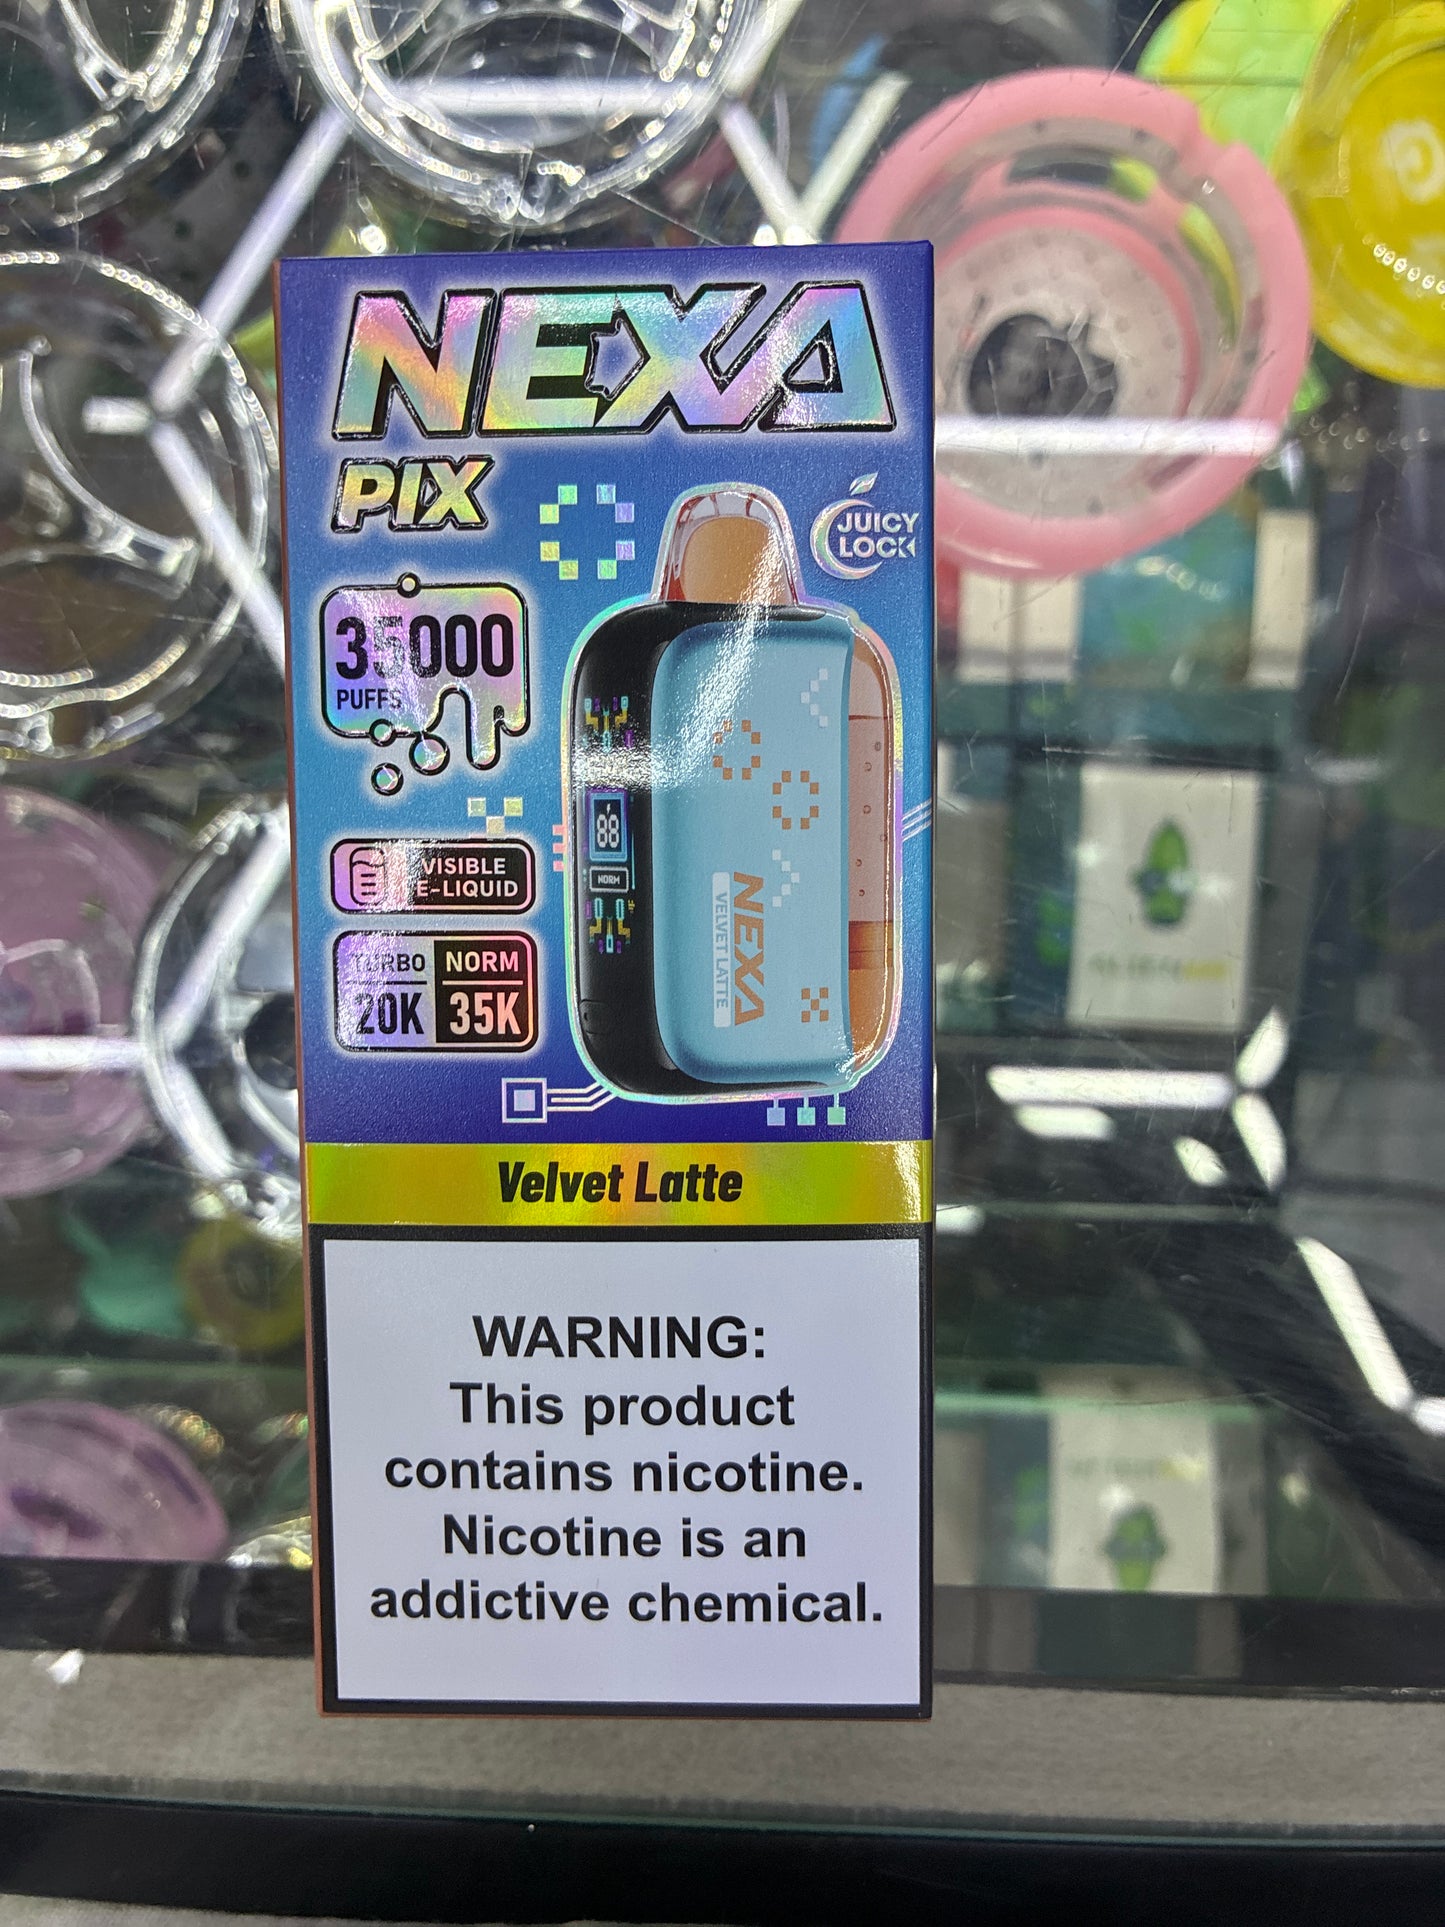 NEXA
PIX
JUICY
LOCK
35000
PUFFS
VISIBLE
E-LIQUID
TURBO
20K
NORM
35K
88
NORM
NEXA
VELVET LATTE
Velvet Latte
WARNING:
This product
contains nicotine.
Nicotine is an
addictive chemical.